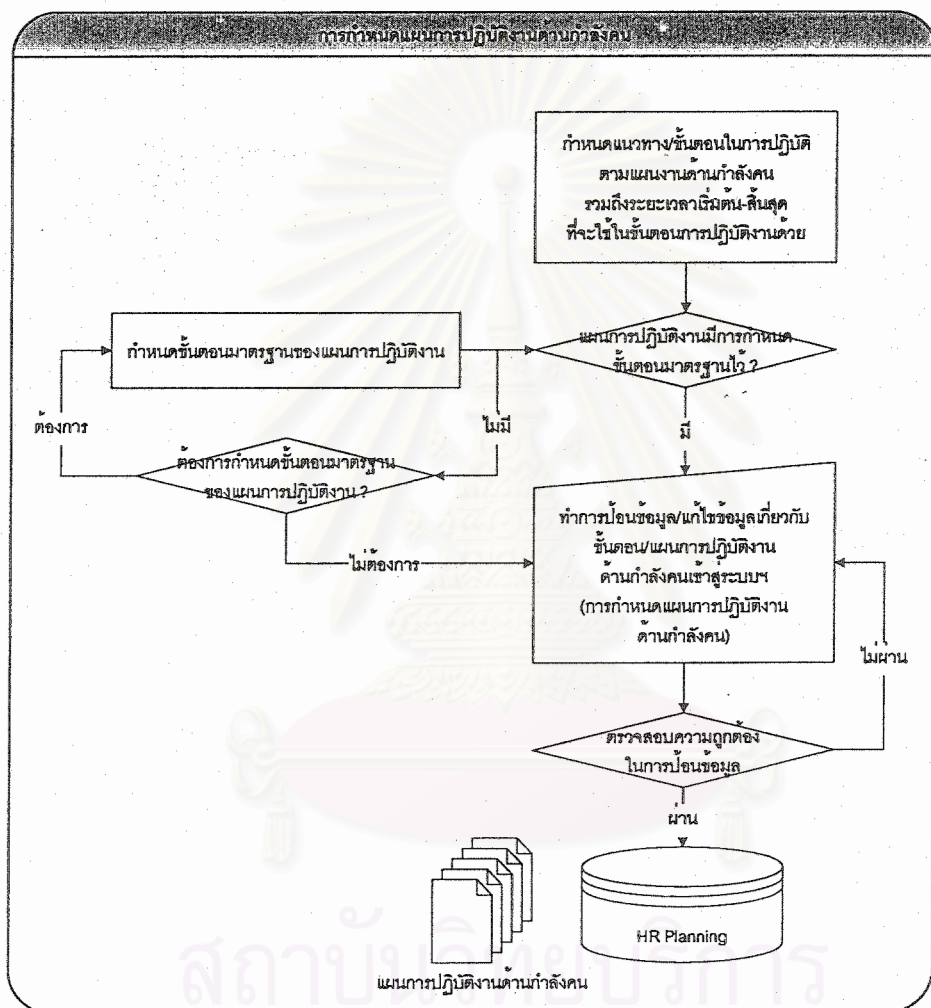 การกำหนดแผนการปฏิบัติงานด้านกำลังคน
กำหนดแนวทาง/ขั้นตอนในการปฏิบัติ
ตามแผนงานด้านกำลังคน
รวมถึงระยะเวลาเริ่มต้น-สิ้นสุด
ที่จะใช้ในขั้นตอนการปฏิบัติงานด้วย
กำหนดขั้นตอนมาตรฐานของแผนการปฏิบัติงาน
แผนการปฏิบัติงานมีการกำหนด
ขั้นตอนมาตรฐานไว้ ?
ต้องการ
ไม่มี
มี
ต้องการกำหนดขั้นตอนมาตรฐาน
ของแผนการปฏิบัติงาน ?
ไม่ต้องการ
ทำการป้อนข้อมูล/แก้ไขข้อมูลเกี่ยวกับ
ขั้นตอน/แผนการปฏิบัติงาน
ด้านกำลังคนเข้าสู่ระบบฯ
(การกำหนดแผนการปฏิบัติงาน
ด้านกำลังคน)
ไม่ผ่าน
ตรวจสอบความถูกต้อง
ในการป้อนข้อมูล
ผ่าน
HR Planning
แผนการปฏิบัติงานด้านกำลังคน
สถาบันวิทยบริการ